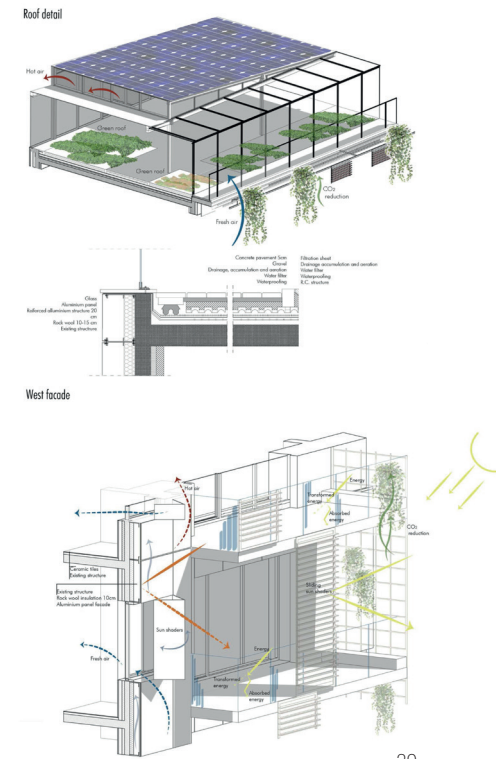 Roof detail
Hot air
Green roof
Green roof
CO2
reduction
Fresh air
Concrete pavement 5cm
Gravel
Drainage, accumulation and aeration
Water filter
Waterproofing
Filtration sheet
Drainage accumulation and aeration
Water filter
Waterproofing
R.C. structure
Glass
Aluminium panel
Reiforced alluminium structure 20
cm
Rock wool 10-15 cm
Existing structure
West facade
Hot air
Energy
Transformed
energy
Absorbed
energy
CO2
reduction
Ceramic tiles
Existing structure
Existing structure
Rock wool insulation 10cm
Aluminium panel facade
Sliding
sun shaders
Sun shaders
Fresh air
Energy
Transformed
energy
Absorbed
energy